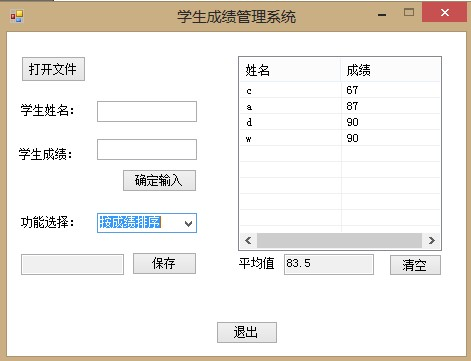 学生成绩管理系统
打开文件
学生姓名：
学生成绩：
确定输入
功能选择：
按成绩排序
保存
姓名 成绩
c 67
a 87
d 90
w 90
平均值 83.5 清空
退出